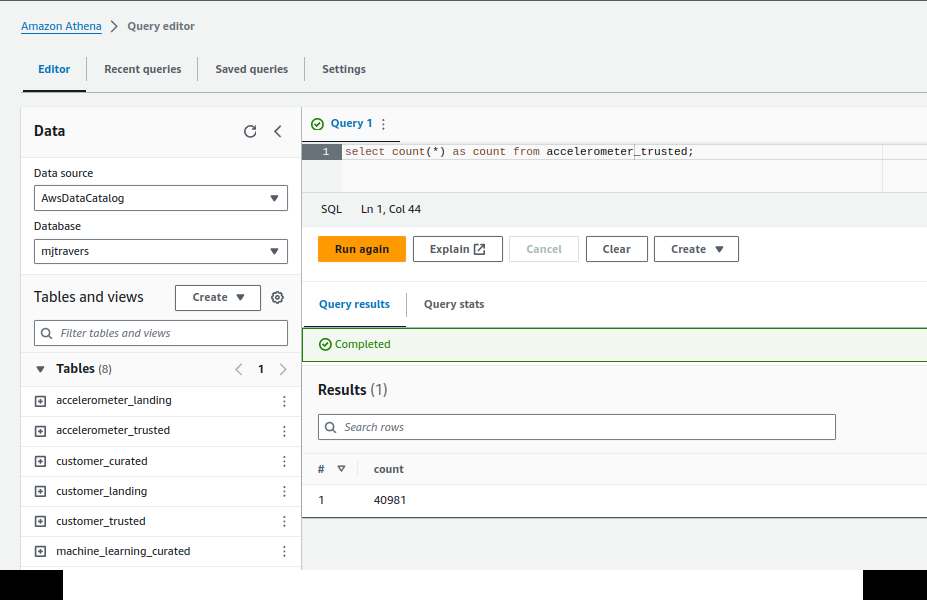 Amazon Athena > Query editor
Editor Recent queries Saved queries Settings
Data
Data source
AwsDataCatalog
Database
mjtravers
Tables and views Create
Filter tables and views
Tables (8) 1
accelerometer_landing
accelerometer_trusted
customer_curated
customer_landing
customer_trusted
machine_learning_curated
Query 1
1 select count(*) as count from accelerometer_trusted;
SQL Ln 1, Col 44
Run again Explain Cancel Clear Create
Query results Query stats
Completed
Results (1)
Search rows
# count
1 40981